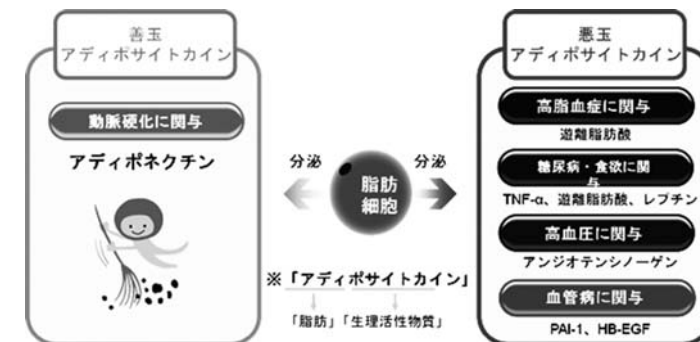 善玉
アディポサイトカイン
動脈硬化に関与
アディポネクチン
分泌
脂肪
細胞
分泌
※「アディポサイトカイン」
「脂肪」「生理活性物質」
悪玉
アディポサイトカイン
高脂血症に関与
遊離脂肪酸
糖尿病・食欲に関
与
TNF-α、遊離脂肪酸、レプチン
高血圧に関与
アンジオテンシノーゲン
血管病に関与
PAI-1、HB-EGF